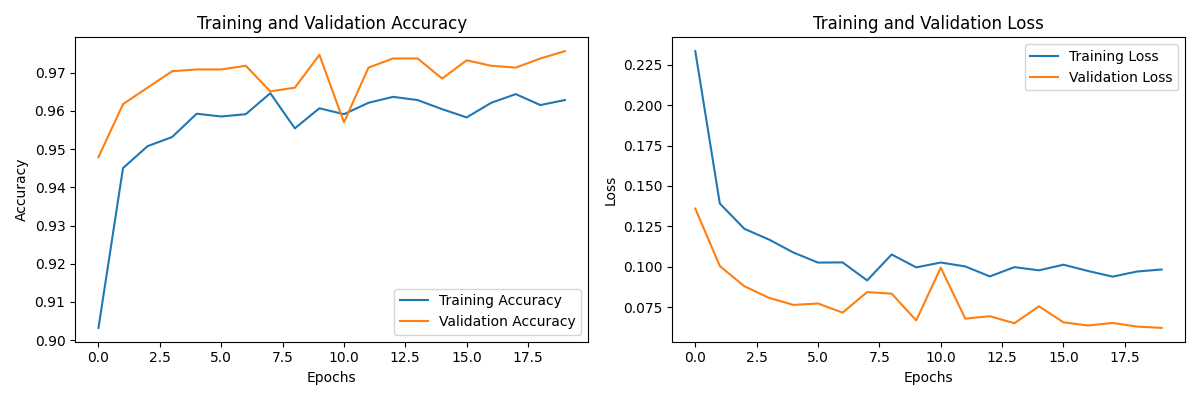 Training and Validation Accuracy
Accuracy
0.97
0.96
0.95
0.94
0.93
0.92
0.91
0.90
Training Accuracy
Validation Accuracy
0.0 2.5 5.0 7.5 10.0 12.5 15.0 17.5
Epochs
Training and Validation Loss
Loss
0.225
0.200
0.175
0.150
0.125
0.100
0.075
Training Loss
Validation Loss
0.0 2.5 5.0 7.5 10.0 12.5 15.0 17.5
Epochs